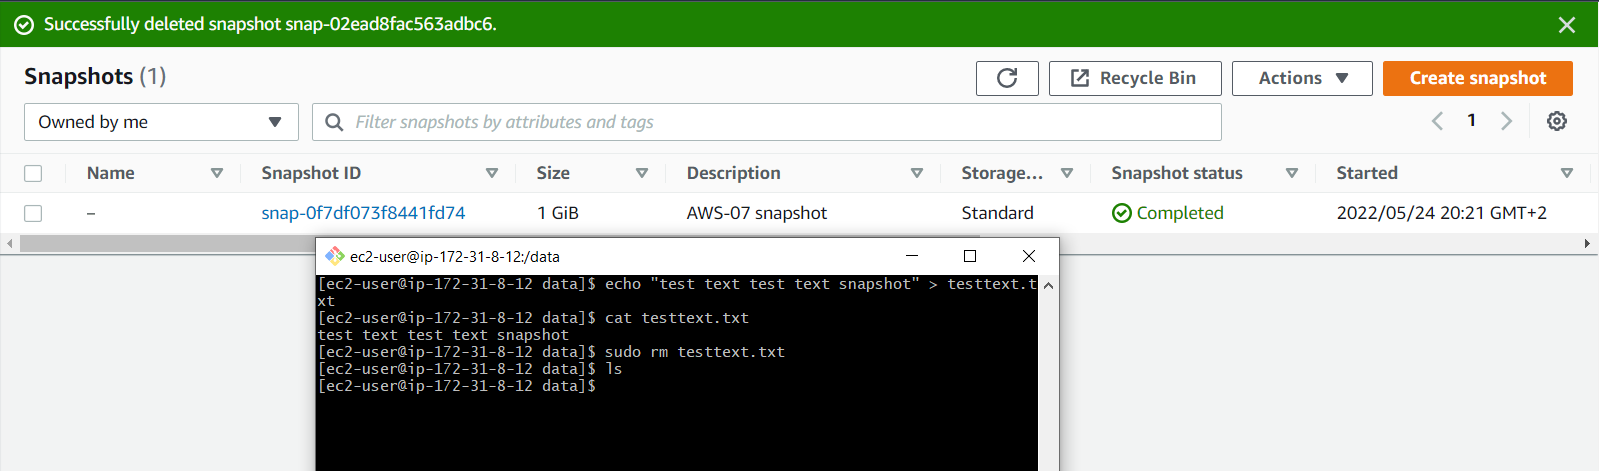 Successfully deleted snapshot snap-02ead8fac563adbc6.
Snapshots (1)
Recycle Bin
Actions
Create snapshot
Owned by me
Filter snapshots by attributes and tags
1
Name Snapshot ID Size Description Storage... Snapshot status Started
– snap-0f7df073f8441fd74 1 GiB AWS-07 snapshot Standard Completed 2022/05/24 20:21 GMT+2
ec2-user@ip-172-31-8-12:/data
[ec2-user@ip-172-31-8-12 data]$ echo "test text test text snapshot" > testtext.t
xt
[ec2-user@ip-172-31-8-12 data]$ cat testtext.txt
test text test text snapshot
[ec2-user@ip-172-31-8-12 data]$ sudo rm testtext.txt
[ec2-user@ip-172-31-8-12 data]$ ls
[ec2-user@ip-172-31-8-12 data]$